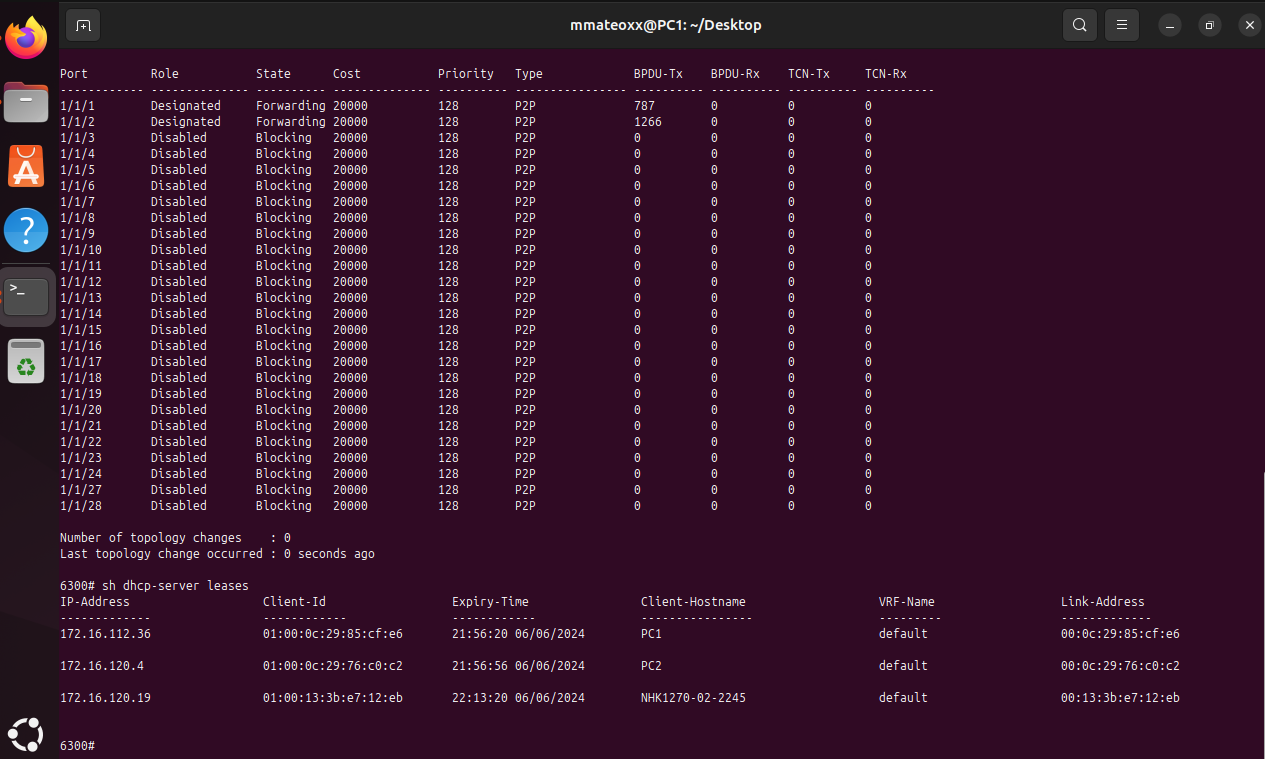 mmateoxx@PC1: ~/Desktop
Port Role State Cost Priority Type BPDU-Tx BPDU-Rx TCN-Tx TCN-Rx
------------ -------------- ---------- -------------- ---------- ---------------- ---------- ---------- ---------- ----------
1/1/1 Designated Forwarding 20000 128 P2P 787 0 0 0
1/1/2 Designated Forwarding 20000 128 P2P 1266 0 0 0
1/1/3 Disabled Blocking 20000 128 P2P 0 0 0 0
1/1/4 Disabled Blocking 20000 128 P2P 0 0 0 0
1/1/5 Disabled Blocking 20000 128 P2P 0 0 0 0
1/1/6 Disabled Blocking 20000 128 P2P 0 0 0 0
1/1/7 Disabled Blocking 20000 128 P2P 0 0 0 0
1/1/8 Disabled Blocking 20000 128 P2P 0 0 0 0
1/1/9 Disabled Blocking 20000 128 P2P 0 0 0 0
1/1/10 Disabled Blocking 20000 128 P2P 0 0 0 0
1/1/11 Disabled Blocking 20000 128 P2P 0 0 0 0
1/1/12 Disabled Blocking 20000 128 P2P 0 0 0 0
1/1/13 Disabled Blocking 20000 128 P2P 0 0 0 0
1/1/14 Disabled Blocking 20000 128 P2P 0 0 0 0
1/1/15 Disabled Blocking 20000 128 P2P 0 0 0 0
1/1/16 Disabled Blocking 20000 128 P2P 0 0 0 0
1/1/17 Disabled Blocking 20000 128 P2P 0 0 0 0
1/1/18 Disabled Blocking 20000 128 P2P 0 0 0 0
1/1/19 Disabled Blocking 20000 128 P2P 0 0 0 0
1/1/20 Disabled Blocking 20000 128 P2P 0 0 0 0
1/1/21 Disabled Blocking 20000 128 P2P 0 0 0 0
1/1/22 Disabled Blocking 20000 128 P2P 0 0 0 0
1/1/23 Disabled Blocking 20000 128 P2P 0 0 0 0
1/1/24 Disabled Blocking 20000 128 P2P 0 0 0 0
1/1/27 Disabled Blocking 20000 128 P2P 0 0 0 0
1/1/28 Disabled Blocking 20000 128 P2P 0 0 0 0
Number of topology changes : 0
Last topology change occurred : 0 seconds ago
6300# sh dhcp-server leases
IP-Address Client-Id Expiry-Time Client-Hostname VRF-Name Link-Address
------------- ------------ ------------ ---------------- --------- -------------
172.16.112.36 01:00:0c:29:85:cf:e6 21:56:20 06/06/2024 PC1 default 00:0c:29:85:cf:e6
172.16.120.4 01:00:0c:29:76:c0:c2 21:56:56 06/06/2024 PC2 default 00:0c:29:76:c0:c2
172.16.120.19 01:00:13:3b:e7:12:eb 22:13:20 06/06/2024 NHK1270-02-2245 default 00:13:3b:e7:12:eb
6300#